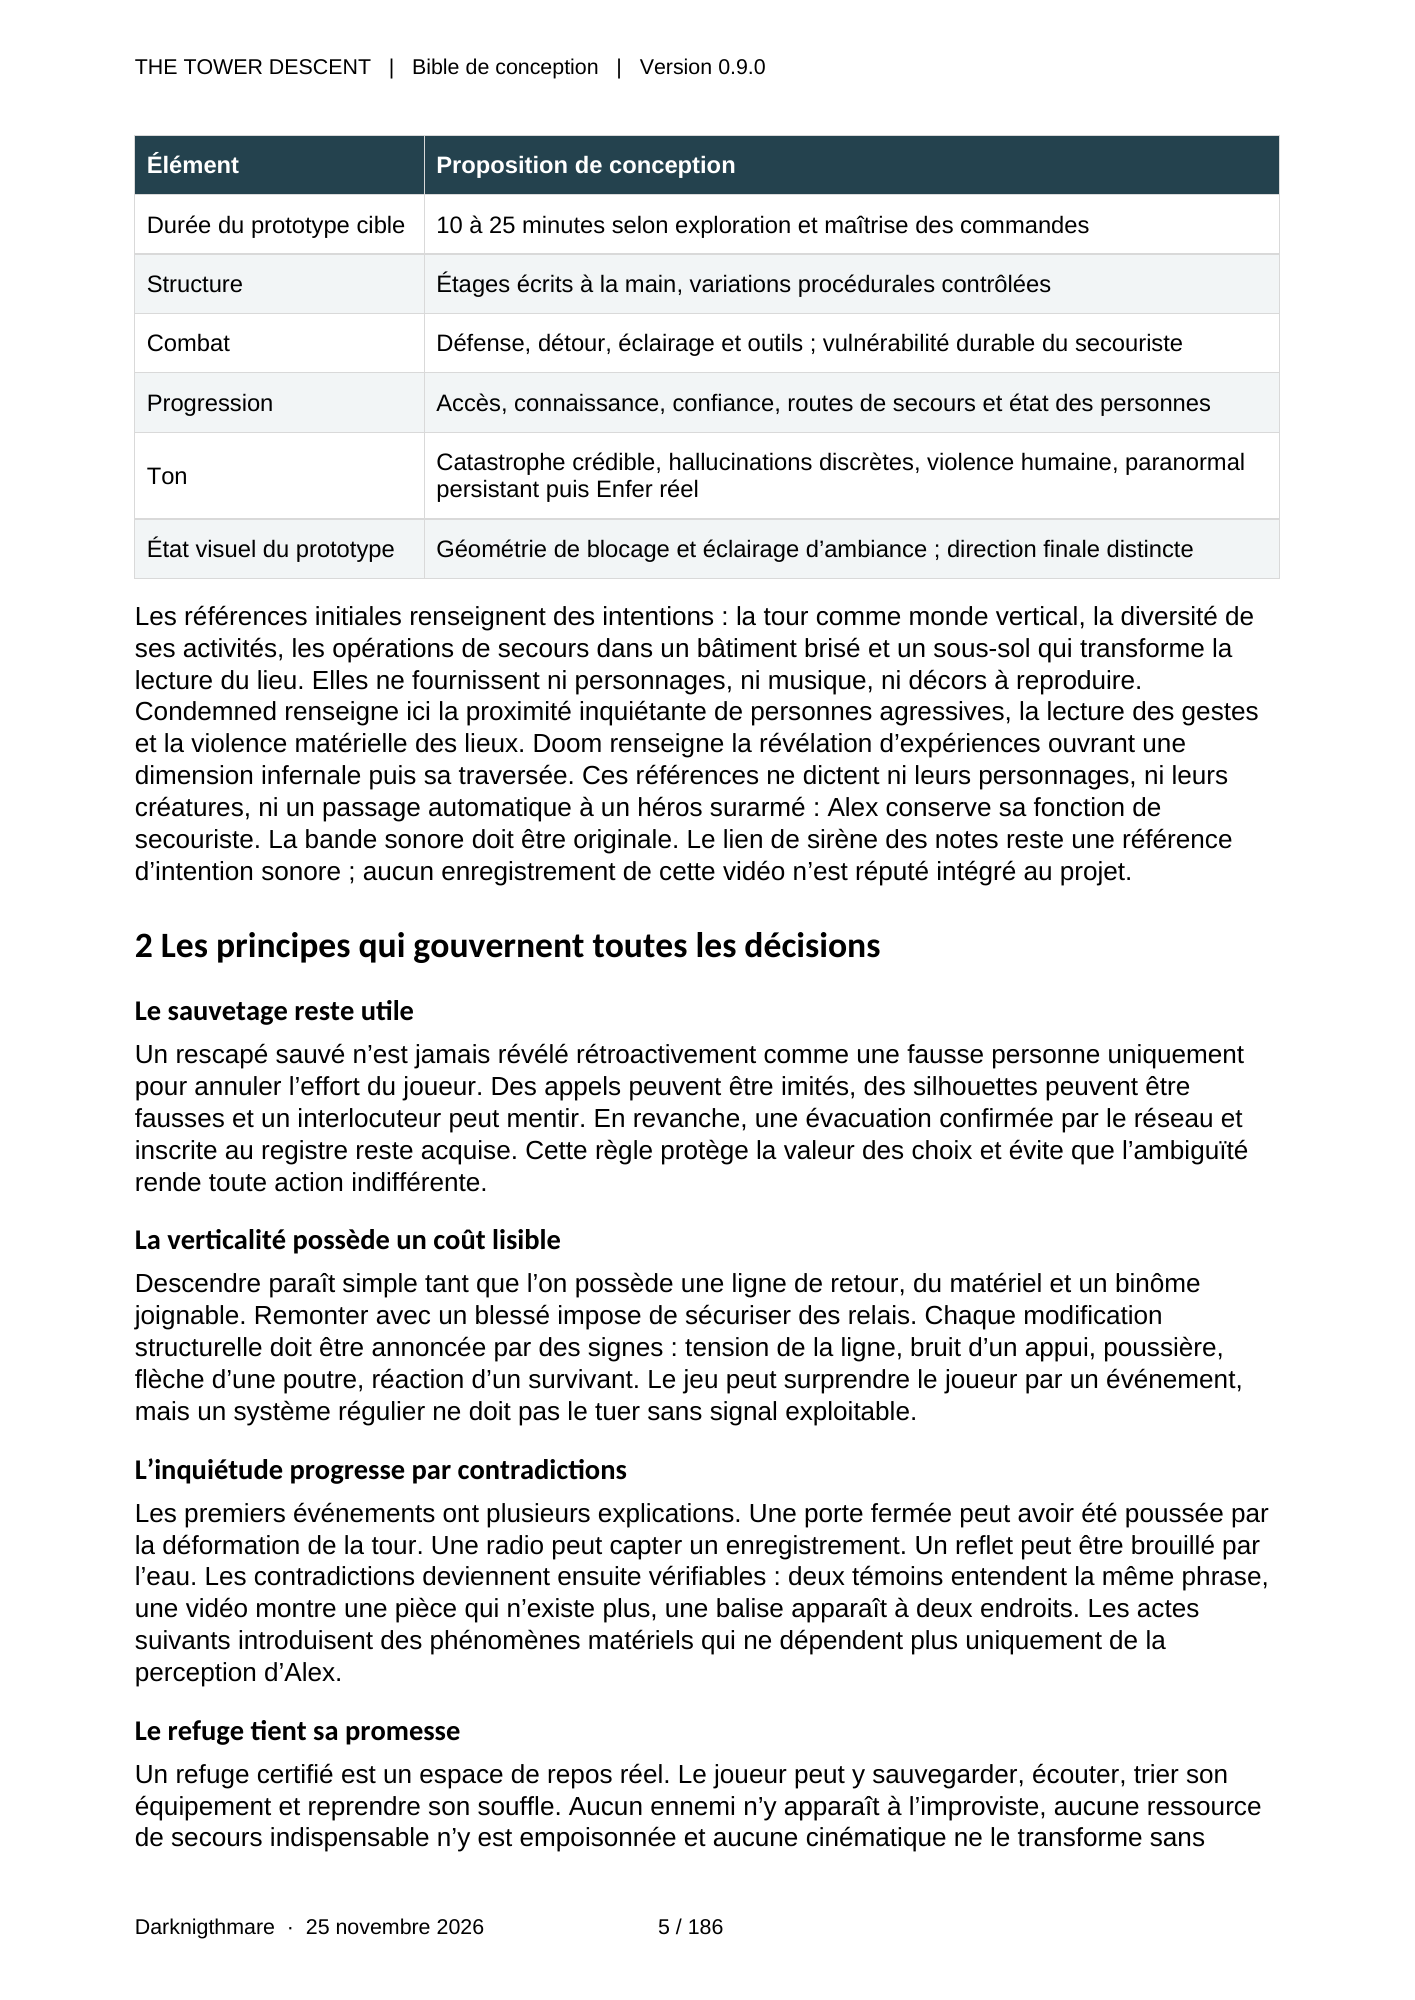 THE TOWER DESCENT | Bible de conception | Version 0.9.0
Élément Proposition de conception
Durée du prototype cible 10 à 25 minutes selon exploration et maîtrise des commandes
Structure Étages écrits à la main, variations procédurales contrôlées
Combat Défense, détour, éclairage et outils ; vulnérabilité durable du secouriste
Progression Accès, connaissance, confiance, routes de secours et état des personnes
Ton Catastrophe crédible, hallucinations discrètes, violence humaine, paranormal
persistant puis Enfer réel
État visuel du prototype Géométrie de blocage et éclairage d’ambiance ; direction finale distincte
Les références initiales renseignent des intentions : la tour comme monde vertical, la diversité de
ses activités, les opérations de secours dans un bâtiment brisé et un sous-sol qui transforme la
lecture du lieu. Elles ne fournissent ni personnages, ni musique, ni décors à reproduire.
Condemned renseigne ici la proximité inquiétante de personnes agressives, la lecture des gestes
et la violence matérielle des lieux. Doom renseigne la révélation d’expériences ouvrant une
dimension infernale puis sa traversée. Ces références ne dictent ni leurs personnages, ni leurs
créatures, ni un passage automatique à un héros surarmé : Alex conserve sa fonction de
secouriste. La bande sonore doit être originale. Le lien de sirène des notes reste une référence
d’intention sonore ; aucun enregistrement de cette vidéo n’est réputé intégré au projet.
2 Les principes qui gouvernent toutes les décisions
Le sauvetage reste utile
Un rescapé sauvé n’est jamais révélé rétroactivement comme une fausse personne uniquement
pour annuler l’effort du joueur. Des appels peuvent être imités, des silhouettes peuvent être
fausses et un interlocuteur peut mentir. En revanche, une évacuation confirmée par le réseau et
inscrite au registre reste acquise. Cette règle protège la valeur des choix et évite que l’ambiguïté
rende toute action indifférente.
La verticalité possède un coût lisible
Descendre paraît simple tant que l’on possède une ligne de retour, du matériel et un binôme
joignable. Remonter avec un blessé impose de sécuriser des relais. Chaque modification
structurelle doit être annoncée par des signes : tension de la ligne, bruit d’un appui, poussière,
flèche d’une poutre, réaction d’un survivant. Le jeu peut surprendre le joueur par un événement,
mais un système régulier ne doit pas le tuer sans signal exploitable.
L’inquiétude progresse par contradictions
Les premiers événements ont plusieurs explications. Une porte fermée peut avoir été poussée par
la déformation de la tour. Une radio peut capter un enregistrement. Un reflet peut être brouillé par
l’eau. Les contradictions deviennent ensuite vérifiables : deux témoins entendent la même phrase,
une vidéo montre une pièce qui n’existe plus, une balise apparaît à deux endroits. Les actes
suivants introduisent des phénomènes matériels qui ne dépendent plus uniquement de la
perception d’Alex.
Le refuge tient sa promesse
Un refuge certifié est un espace de repos réel. Le joueur peut y sauvegarder, écouter, trier son
équipement et reprendre son souffle. Aucun ennemi n’y apparaît à l’improviste, aucune ressource
de secours indispensable n’y est empoisonnée et aucune cinématique ne le transforme sans
Darknigthmare · 25 novembre 2026 5 / 186